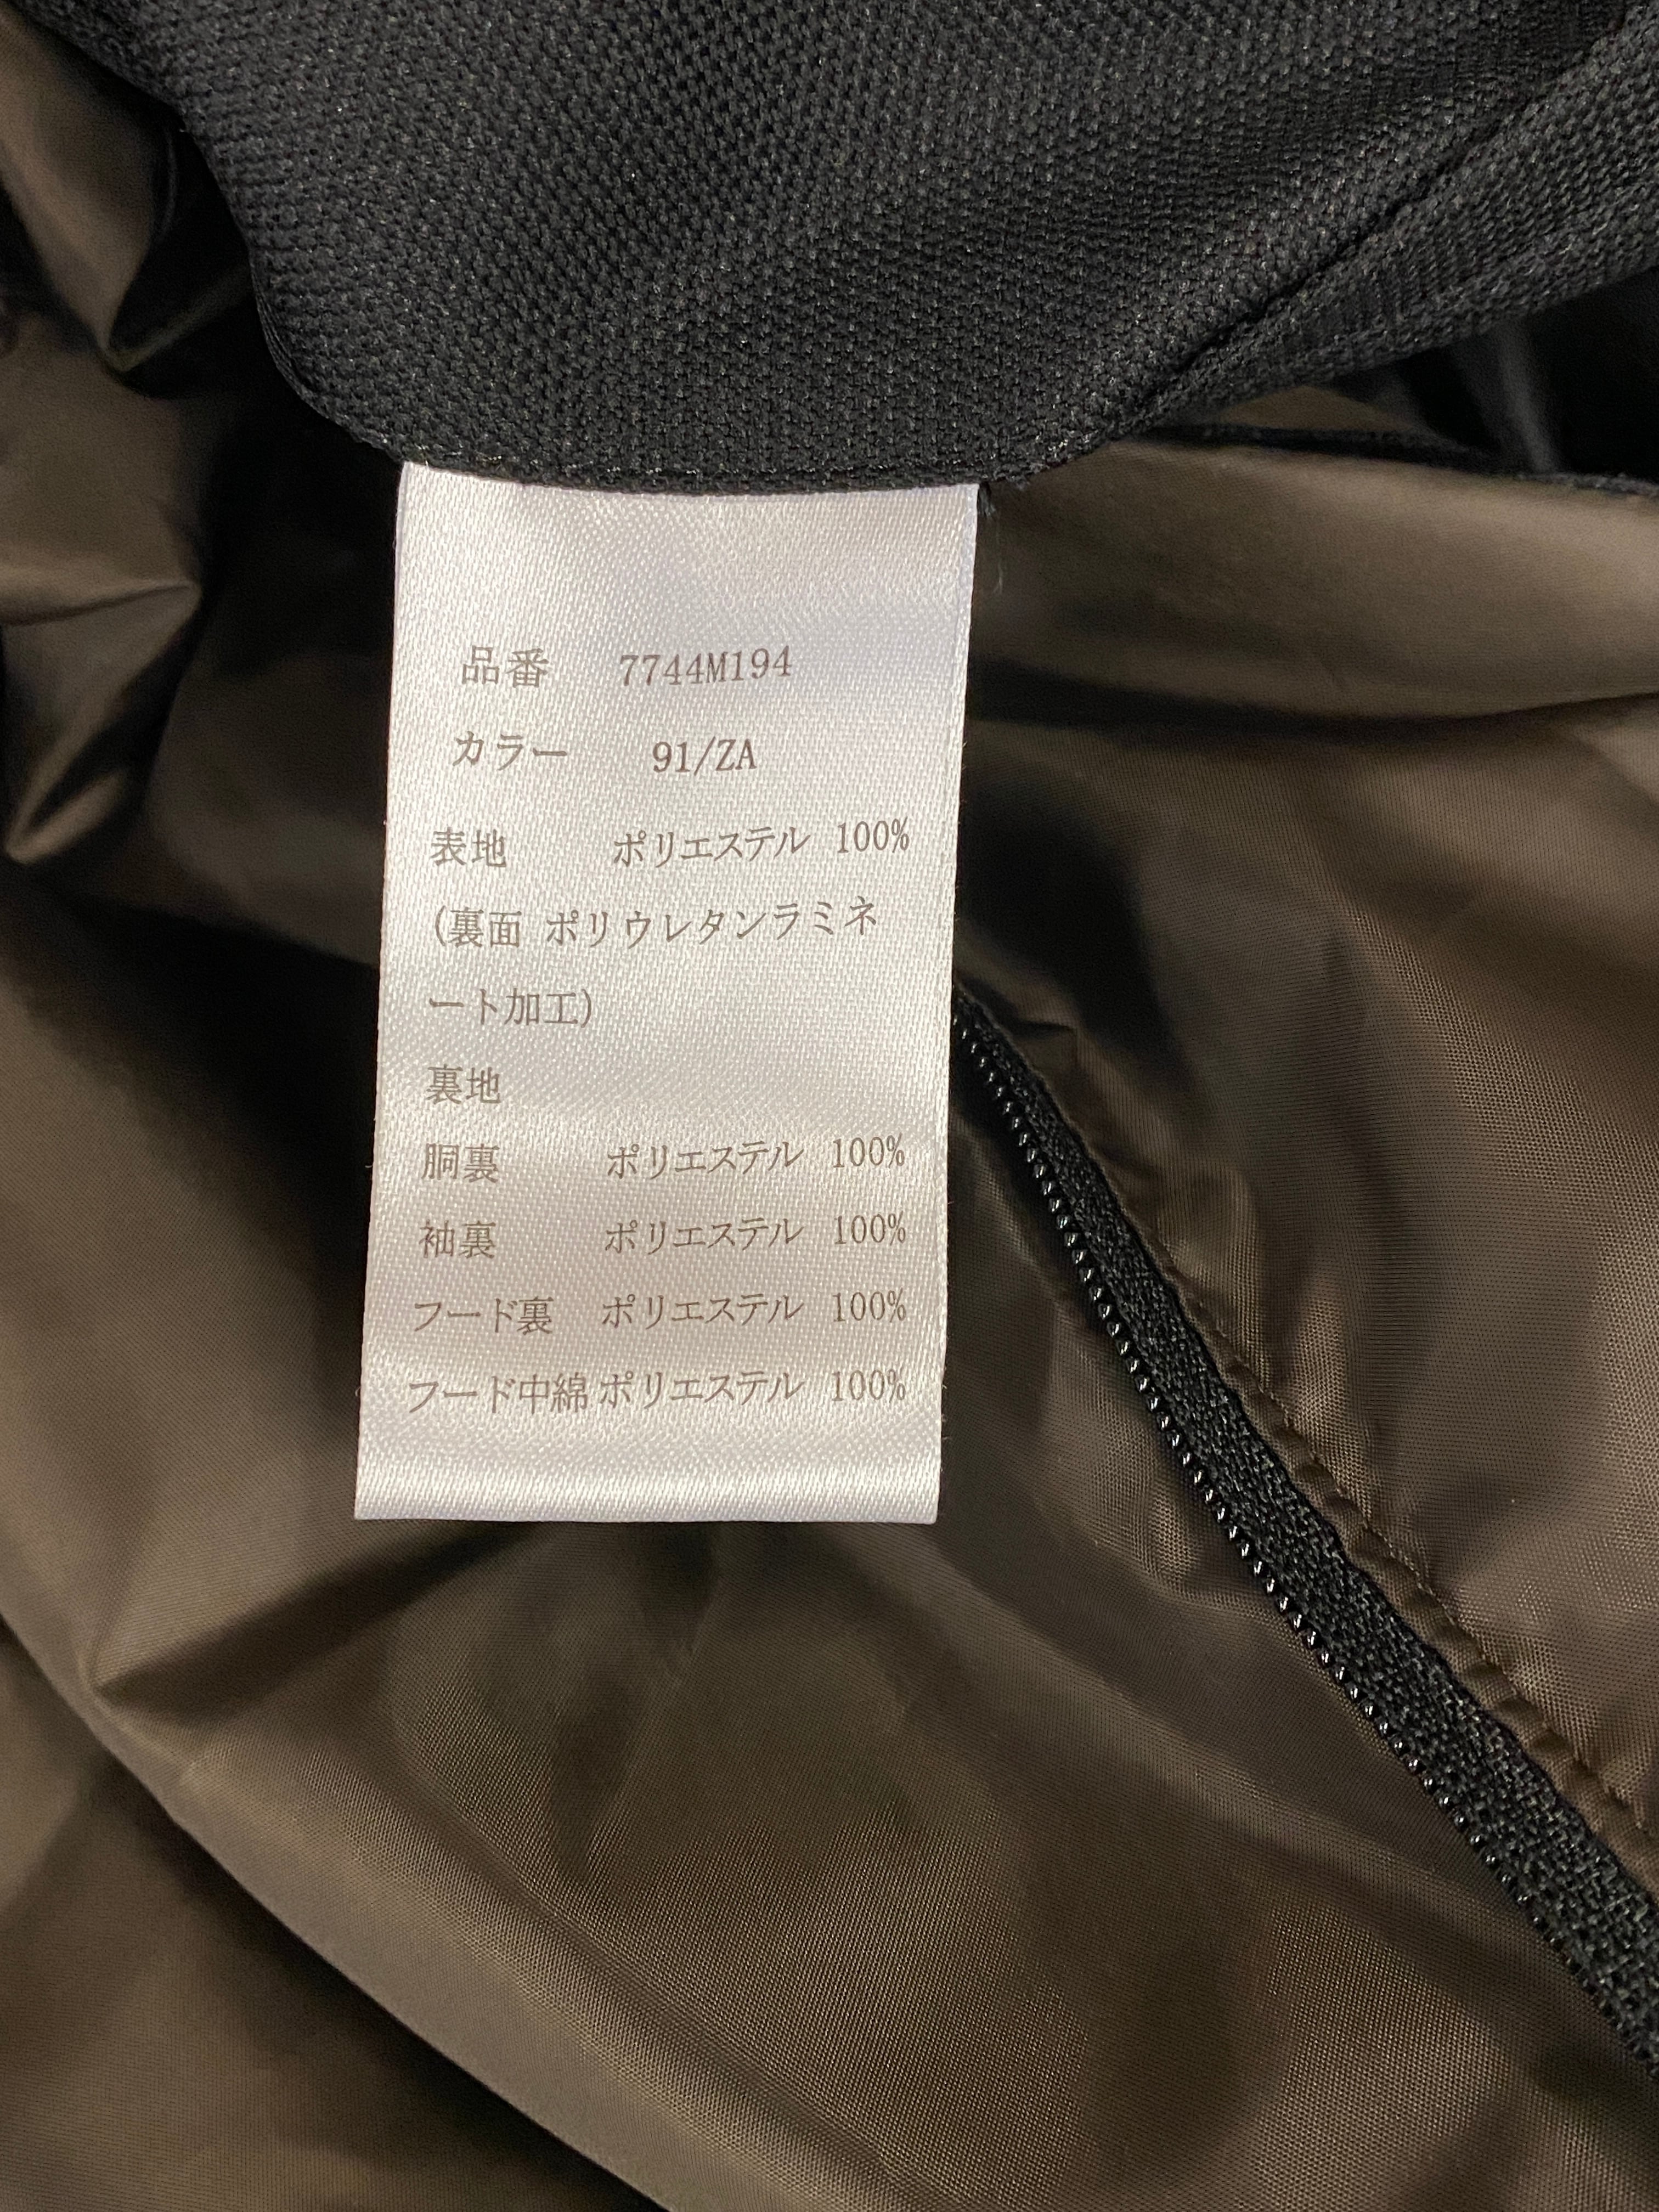 品番 7744M194
カラー 91/ZA
表地 ポリエステル 100%
(裏面 ポリウレタンラミネ
ート加工)
裏地
胴裏 ポリエステル 100%
袖裏 ポリエステル 100%
フード裏 ポリエステル 100%
フード中綿 ポリエステル 100%